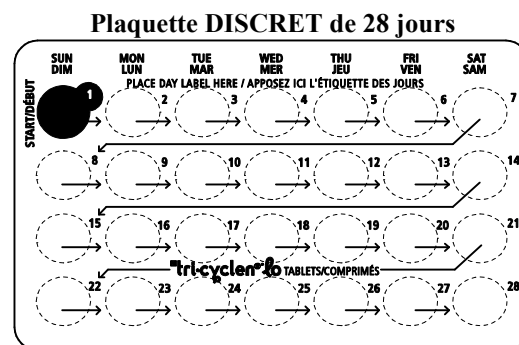 Plaquette DISCRET de 28 jours
SUN MON TUE WED THU FRI SAT
DIM LUN MAR MER JEU VEN SAM
PLACE DAY LABEL HERE / APPOSEZ ICI L'ÉTIQUETTE DES JOURS
START/DÉBUT
1 2 3 4 5 6 7
8 9 10 11 12 13 14
15 16 17 18 19 20 21
tri-cyclen lo TABLETS/COMPRIMÉS
22 23 24 25 26 27 28